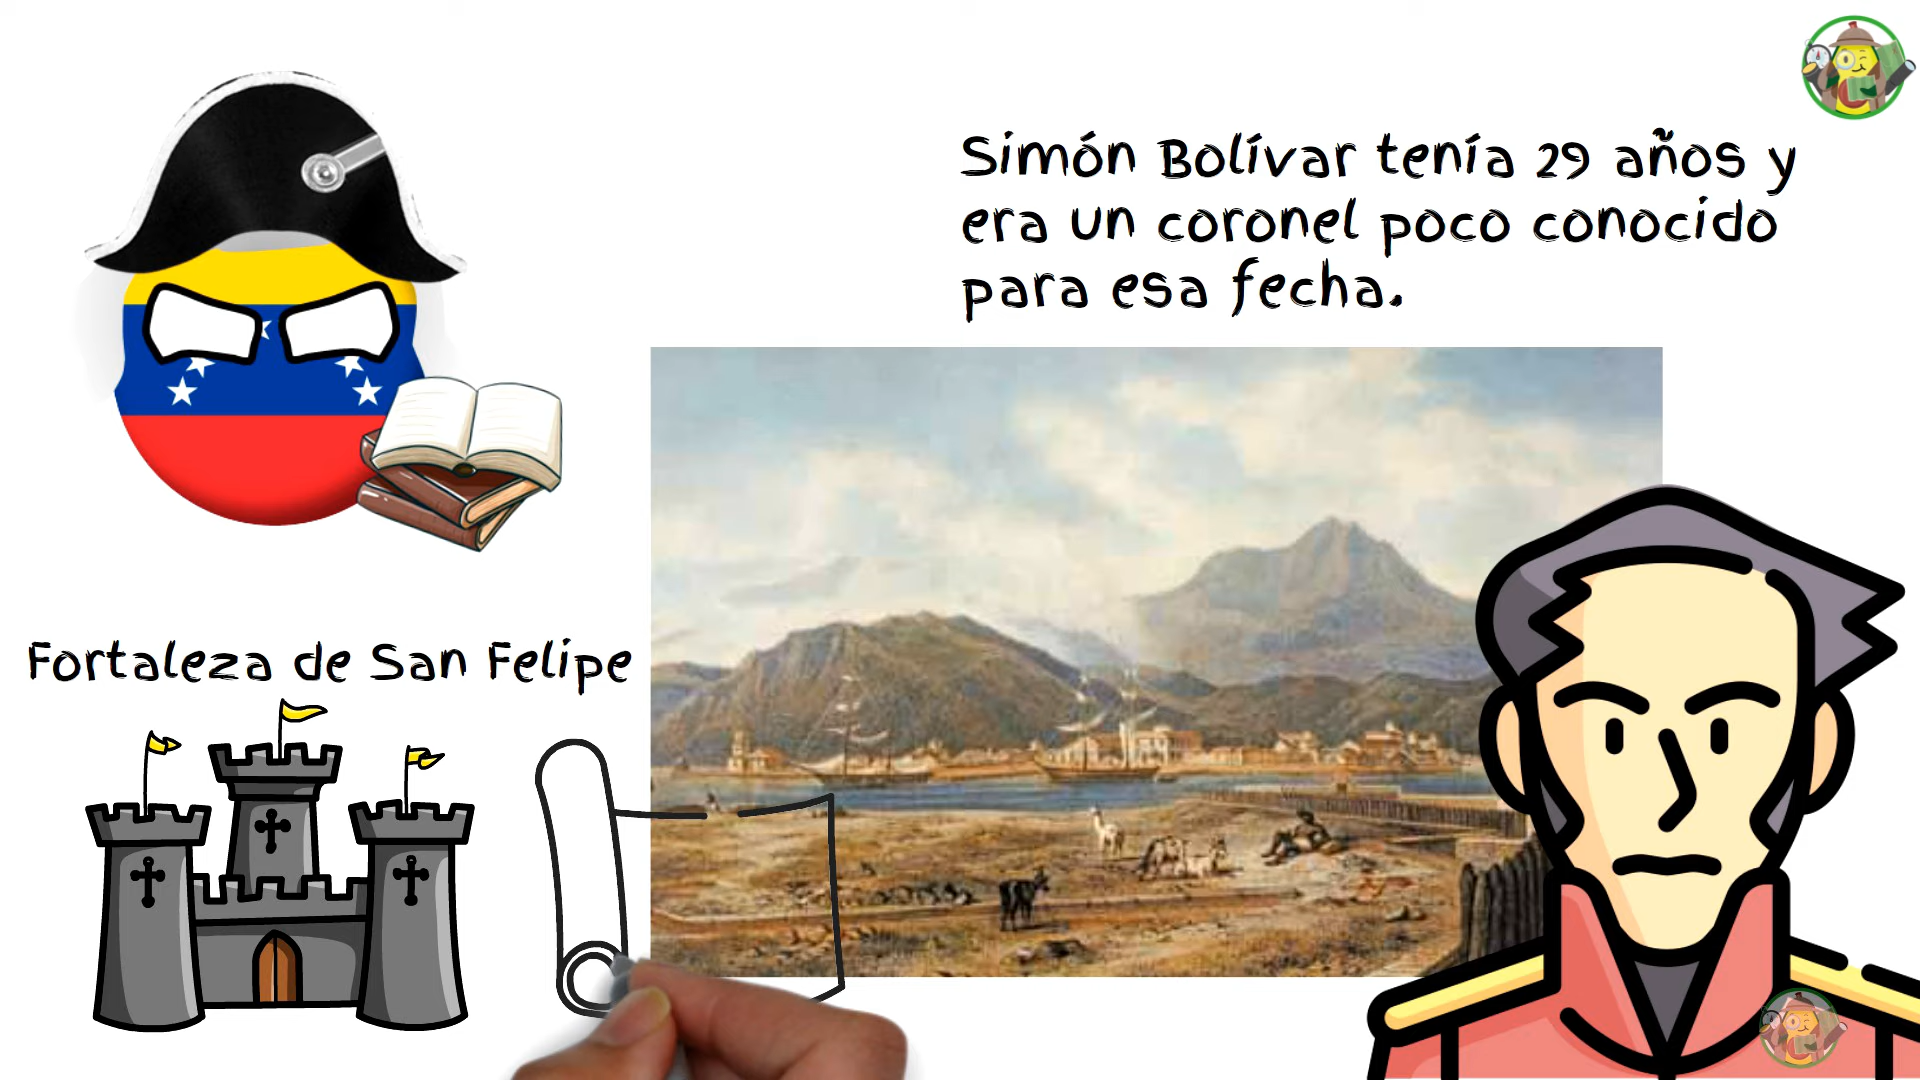 Simón Bolívar tenía 29 años y
era un coronel poco conocido
para esa fecha.
Fortaleza de San Felipe